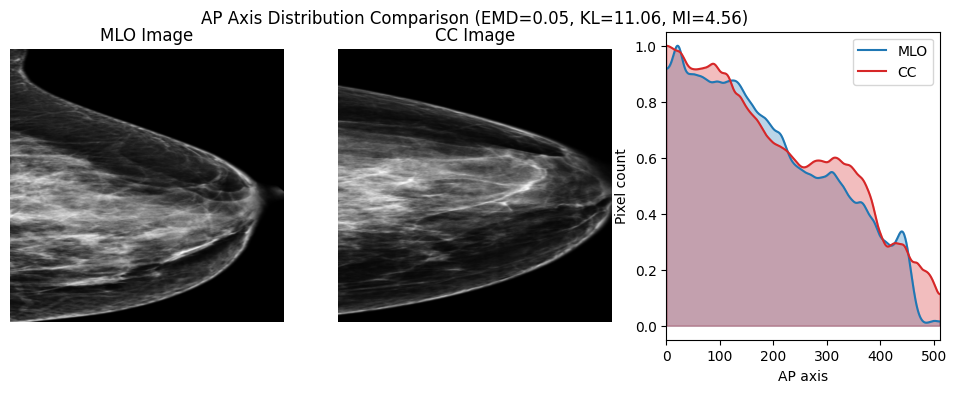 AP Axis Distribution Comparison (EMD=0.05, KL=11.06, MI=4.56)
MLO Image
CC Image
MLO
CC
Pixel count
1.0
0.8
0.6
0.4
0.2
0.0
0 100 200 300 400 500
AP axis